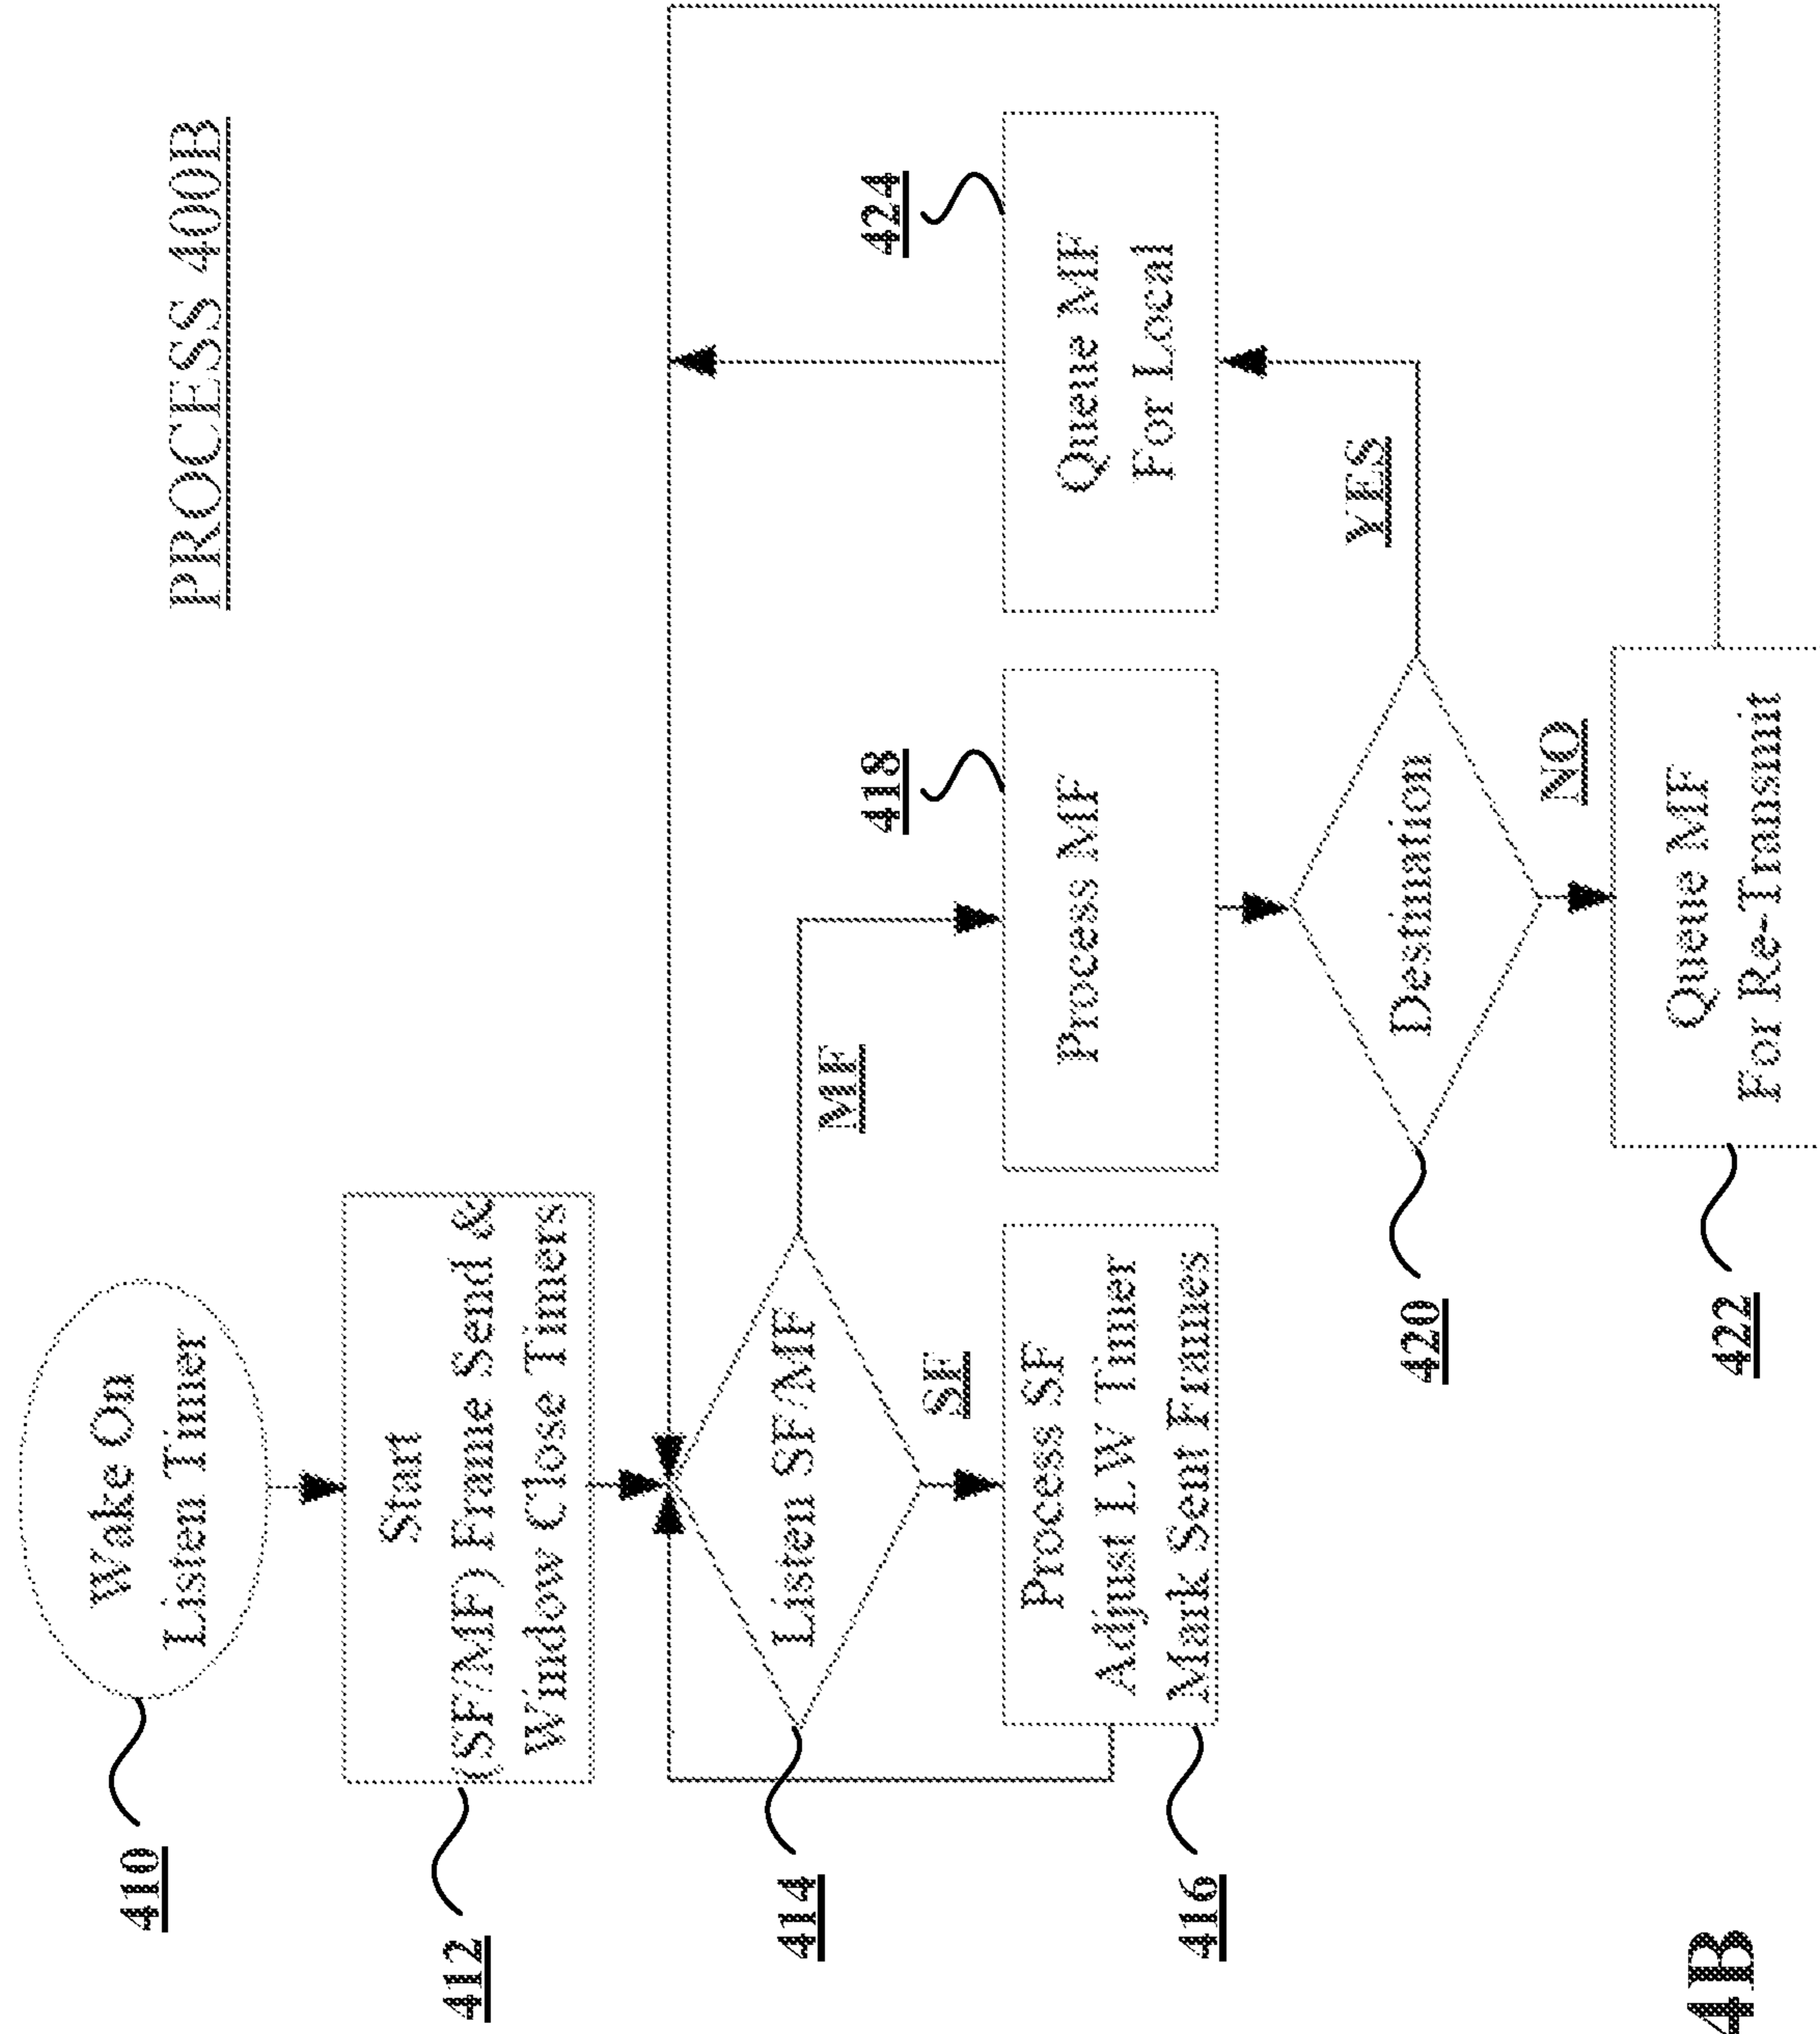 PROCESS 400B
410
Wake On
Listen Timer
412
Start
(SF/MF) Frame Send &
Window Close Timers
414
Listen SF/MF
MF
SF
416
Process SF
Adjust LW Timer
Mark Sent Frames
418
Process MF
420
Destination
YES
NO
424
Queue MF
For Local
422
Queue MF
For Re-Transmit
4B